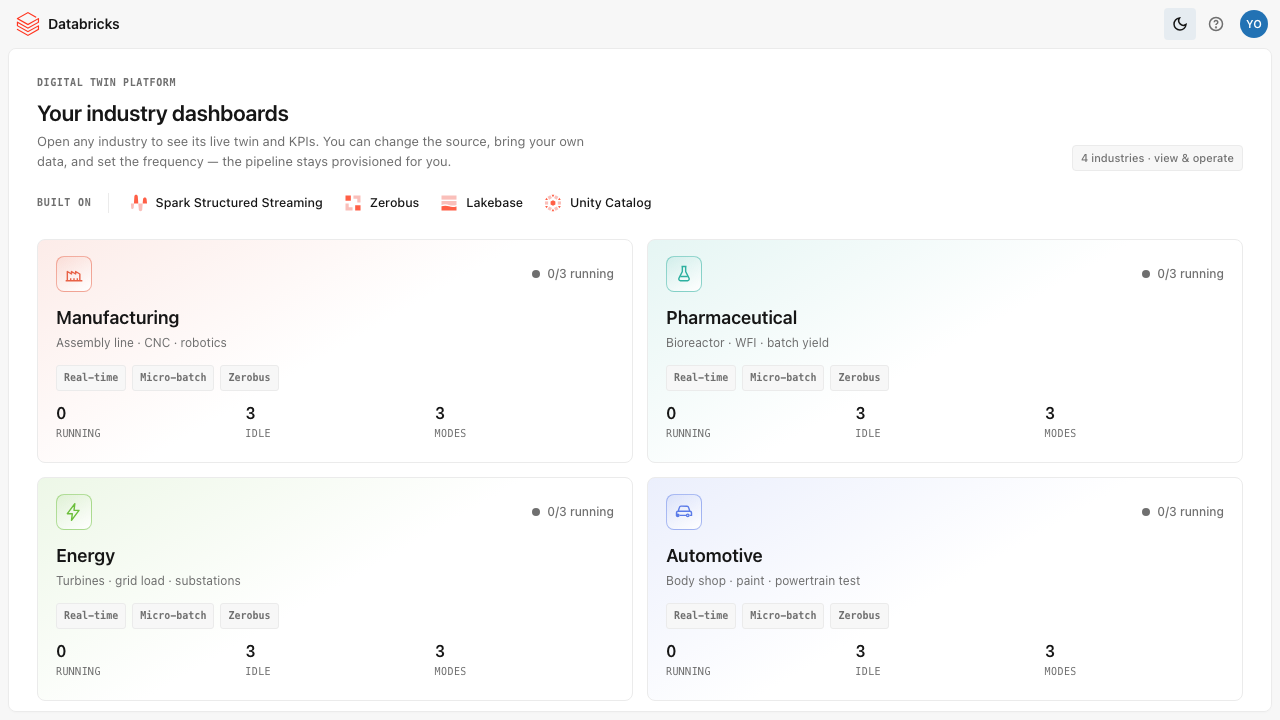 Databricks
YO
DIGITAL TWIN PLATFORM
Your industry dashboards
Open any industry to see its live twin and KPIs. You can change the source, bring your own
data, and set the frequency — the pipeline stays provisioned for you.
4 industries · view & operate
BUILT ON
Spark Structured Streaming
Zerobus
Lakebase
Unity Catalog
0/3 running
Manufacturing
Assembly line · CNC · robotics
Real-time Micro-batch Zerobus
0 3 3
RUNNING IDLE MODES
0/3 running
Pharmaceutical
Bioreactor · WFI · batch yield
Real-time Micro-batch Zerobus
0 3 3
RUNNING IDLE MODES
0/3 running
Energy
Turbines · grid load · substations
Real-time Micro-batch Zerobus
0 3 3
RUNNING IDLE MODES
0/3 running
Automotive
Body shop · paint · powertrain test
Real-time Micro-batch Zerobus
0 3 3
RUNNING IDLE MODES